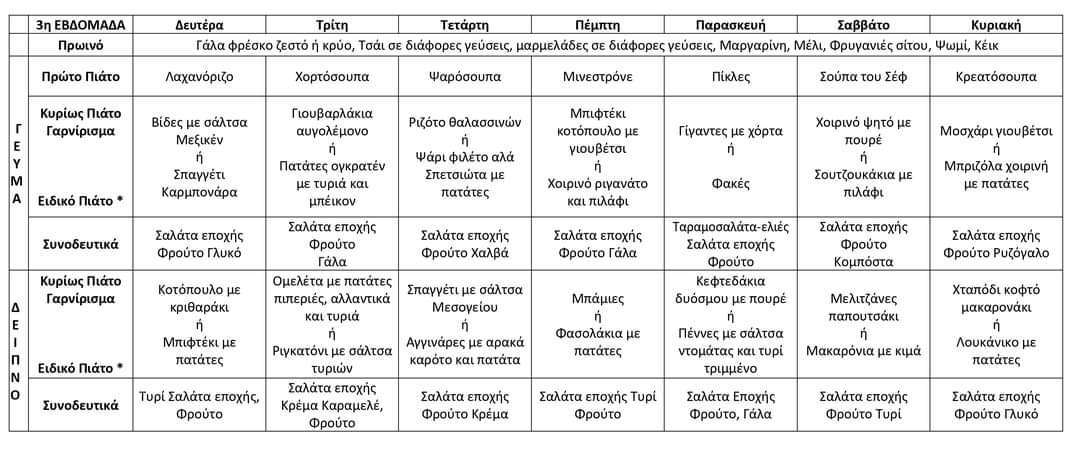 3η ΕΒΔΟΜΑΔΑ Δευτέρα Τρίτη Τετάρτη Πέμπτη Παρασκευή Σαββάτο Κυριακή
Πρωινό Γάλα φρέσκο ζεστό ή κρύο, Τσάι σε διάφορες γεύσεις, μαρμελάδες σε διάφορες γεύσεις, Μαργαρίνη, Μέλι, Φρυγανιές σίτου, Ψωμί, Κέικ
ΓΕΥΜΑ
Πρώτο Πιάτο Λαχανόριζο Χορτόσουπα Ψαρόσουπα Μινεστρόνε Πίκλες Σούπα του Σέφ Κρεατόσουπα
Κυρίως Πιάτο
Γαρνίρισμα
Ειδικό Πιάτο *
Βίδες με σάλτσα
Μεξικέν
ή
Σπαγγέτι
Καρμπονάρα
Γιουβαρλάκια
αυγολέμονο
ή
Πατάτες ογκρατέν
με τυριά και
μπέικον
Ριζότο θαλασσινών
ή
Ψάρι φιλέτο αλά
Σπετσιώτα με
πατάτες
Μπιφτέκι
κοτόπουλο με
γιουβέτσι
ή
Χοιρινό ριγανάτο
και πιλάφι
Γίγαντες με χόρτα
ή
Φακές
Χοιρινό ψητό με
πουρέ
ή
Σουτζουκάκια με
πιλάφι
Μοσχάρι γιουβέτσι
ή
Μπριζόλα χοιρινή
με πατάτες
Συνοδευτικά
Σαλάτα εποχής
Φρούτο Γλυκό
Σαλάτα εποχής
Φρούτο
Γάλα
Σαλάτα εποχής
Φρούτο Χαλβά
Σαλάτα εποχής
Φρούτο Γάλα
Ταραμοσαλάτα-ελιές
Σαλάτα εποχής
Φρούτο
Σαλάτα εποχής
Φρούτο
Κομπόστα
Σαλάτα εποχής
Φρούτο Ρυζόγαλο
ΔΕΙΠΝΟ
Κυρίως Πιάτο
Γαρνίρισμα
Ειδικό Πιάτο *
Κοτόπουλο με
κριθαράκι
ή
Μπιφτέκι με
πατάτες
Ομελέτα με πατάτες
πιπεριές, αλλαντικά
και τυριά
ή
Ριγκατόνι με σάλτσα
τυριών
Σπαγγέτι με σάλτσα
Μεσογείου
ή
Αγγινάρες με αρακά
καρότο και πατάτα
Μπάμιες
ή
Φασολάκια με
πατάτες
Κεφτεδάκια
δυόσμου με πουρέ
ή
Πέννες με σάλτσα
ντομάτας και τυρί
τριμμένο
Μελιτζάνες
παπουτσάκι
ή
Μακαρόνια με κιμά
Χταπόδι κοφτό
μακαρονάκι
ή
Λουκάνικο με
πατάτες
Συνοδευτικά
Τυρί Σαλάτα εποχής,
Φρούτο
Σαλάτα εποχής
Κρέμα Καραμελέ,
Φρούτο
Σαλάτα εποχής
Φρούτο Κρέμα
Σαλάτα εποχής Τυρί
Φρούτο
Σαλάτα Εποχής
Φρούτο, Γάλα
Σαλάτα εποχής
Φρούτο Τυρί
Σαλάτα εποχής
Φρούτο Γλυκό